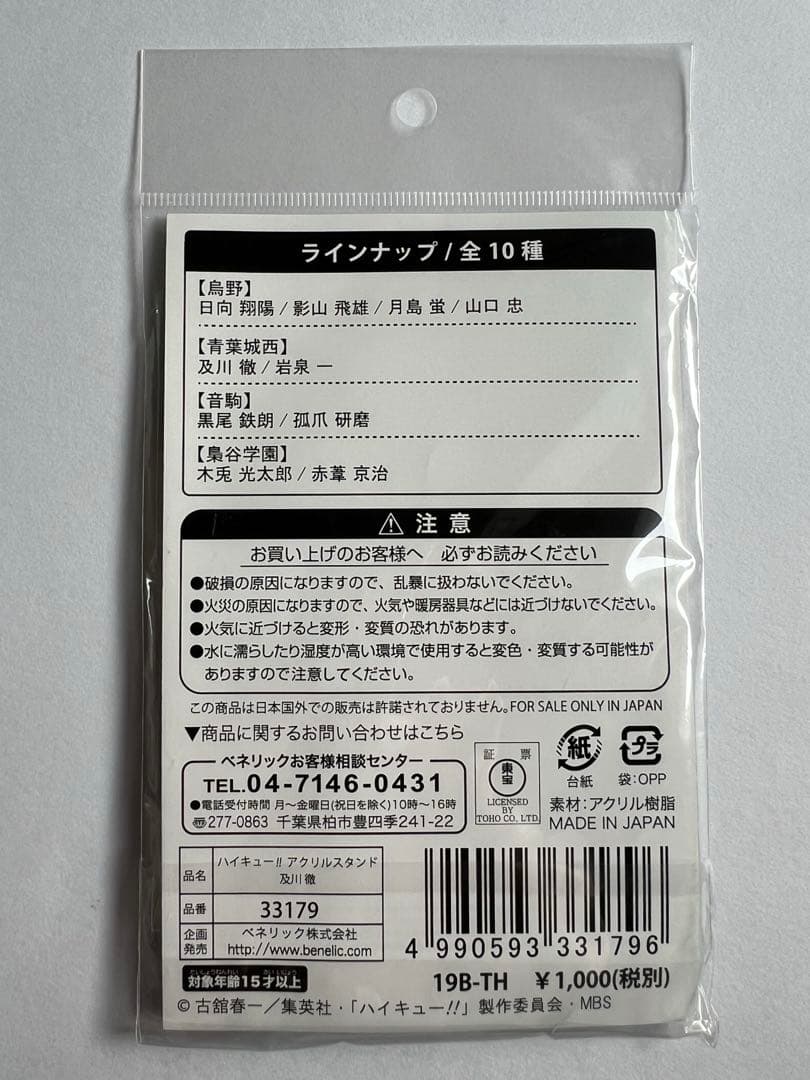 ラインナップ/全10種
【烏野】
日向 翔陽/影山 飛雄/月島 蛍/山口 忠
【青葉城西】
及川 徹/岩泉 一
【音駒】
黒尾 鉄朗/孤爪 研磨
【梟谷学園】
木兎 光太郎/赤葦 京治
注意
お買い上げのお客様へ 必ずお読みください
●破損の原因になりますので、乱暴に扱わないでください。
●火災の原因になりますので、火気や暖房器具などには近づけないでください。
●火気に近づけると変形・変質の恐れがあります。
●水に濡らしたり湿度が高い環境で使用すると変色・変質する可能性が
ありますので注意してください。
この商品は日本国外での販売は許諾されておりません。FOR SALE ONLY IN JAPAN
▼商品に関するお問い合わせはこちら
ベネリックお客様相談センター
TEL.04-7146-0431
●電話受付時間 月〜金曜日(祝日を除く)10時〜16時
〠277-0863 千葉県柏市豊四季241-22
証票
東宝
LICENSED
BY
TOHO CO., LTD.
紙
台紙
プラ
袋:OPP
素材:アクリル樹脂
MADE IN JAPAN
品名
ハイキュー!! アクリルスタンド
及川 徹
品番
33179
企画
発売
ベネリック株式会社
http://www.benelic.com
4 990593 331796
たいしょうねんれい さいいじょう
対象年齢15才以上
19B-TH ￥1,000(税別)
© 古舘春一／集英社・「ハイキュー!!」製作委員会・MBS